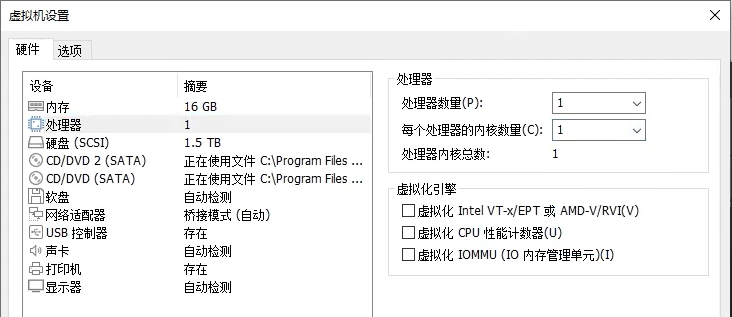 虚拟机设置
硬件 选项
设备 摘要
内存 16 GB
处理器 1
硬盘 (SCSI) 1.5 TB
CD/DVD 2 (SATA) 正在使用文件 C:\Program Files ...
CD/DVD (SATA) 正在使用文件 C:\Program Files ...
软盘 自动检测
网络适配器 桥接模式 (自动)
USB 控制器 存在
声卡 自动检测
打印机 存在
显示器 自动检测
处理器
处理器数量(P): 1
每个处理器的内核数量(C): 1
处理器内核总数: 1
虚拟化引擎
虚拟化 Intel VT-x/EPT 或 AMD-V/RVI(V)
虚拟化 CPU 性能计数器(U)
虚拟化 IOMMU (IO 内存管理单元)(I)